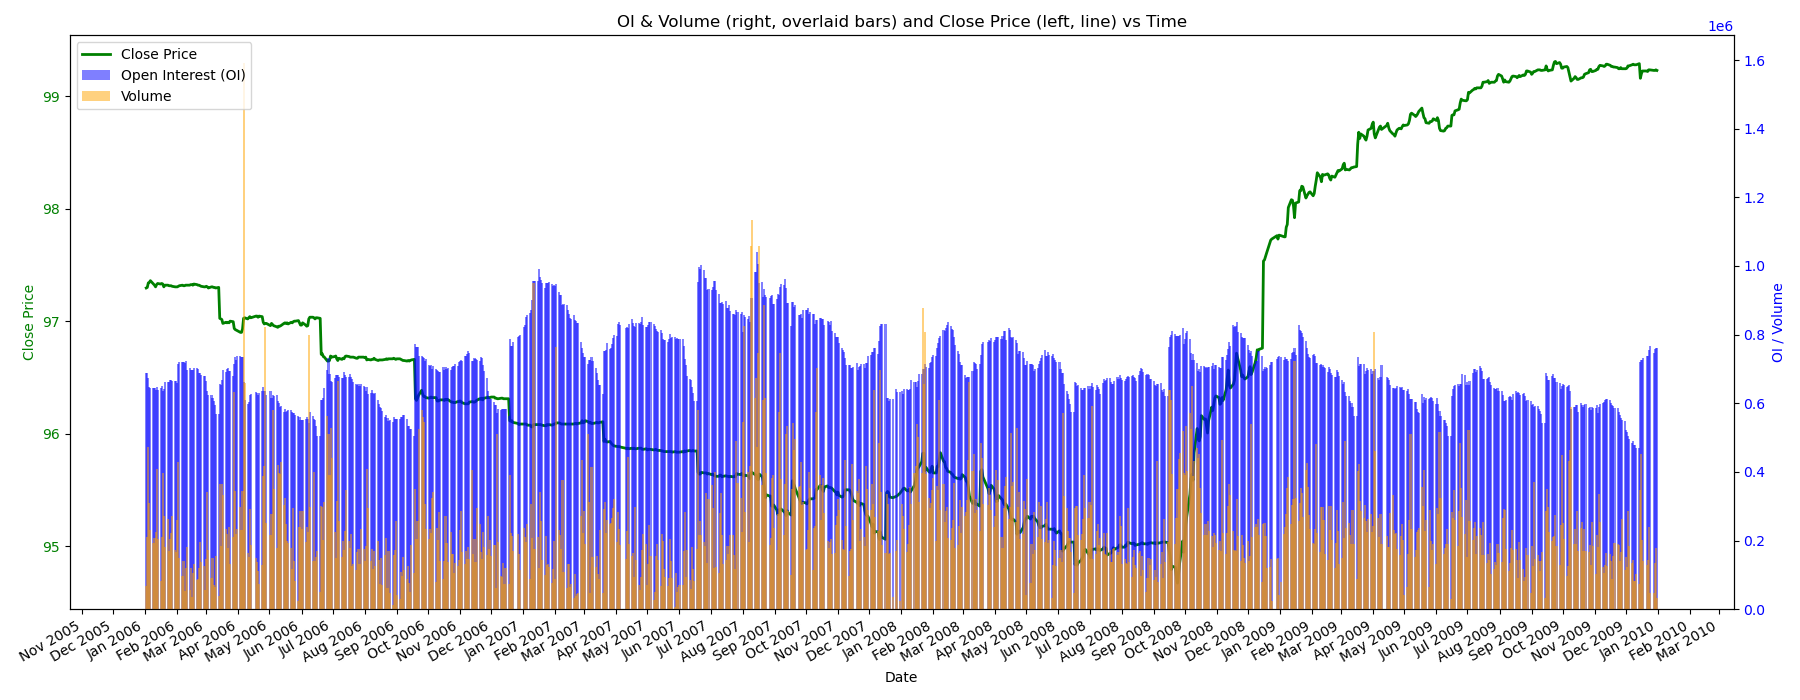 OI & Volume (right, overlaid bars) and Close Price (left, line) vs Time
1e6
Close Price
Open Interest (OI)
Volume
99
98
97
96
95
Close Price
1.6
1.4
1.2
1.0
0.8
0.6
0.4
0.2
0.0
OI / Volume
Nov 2005
Dec 2005
Jan 2006
Feb 2006
Mar 2006
Apr 2006
May 2006
Jun 2006
Jul 2006
Aug 2006
Sep 2006
Oct 2006
Nov 2006
Dec 2006
Jan 2007
Feb 2007
Mar 2007
Apr 2007
May 2007
Jun 2007
Jul 2007
Aug 2007
Sep 2007
Oct 2007
Nov 2007
Dec 2007
Jan 2008
Feb 2008
Mar 2008
Apr 2008
May 2008
Jun 2008
Jul 2008
Aug 2008
Sep 2008
Oct 2008
Nov 2008
Dec 2008
Jan 2009
Feb 2009
Mar 2009
Apr 2009
May 2009
Jun 2009
Jul 2009
Aug 2009
Sep 2009
Oct 2009
Nov 2009
Dec 2009
Jan 2010
Feb 2010
Mar 2010
Date